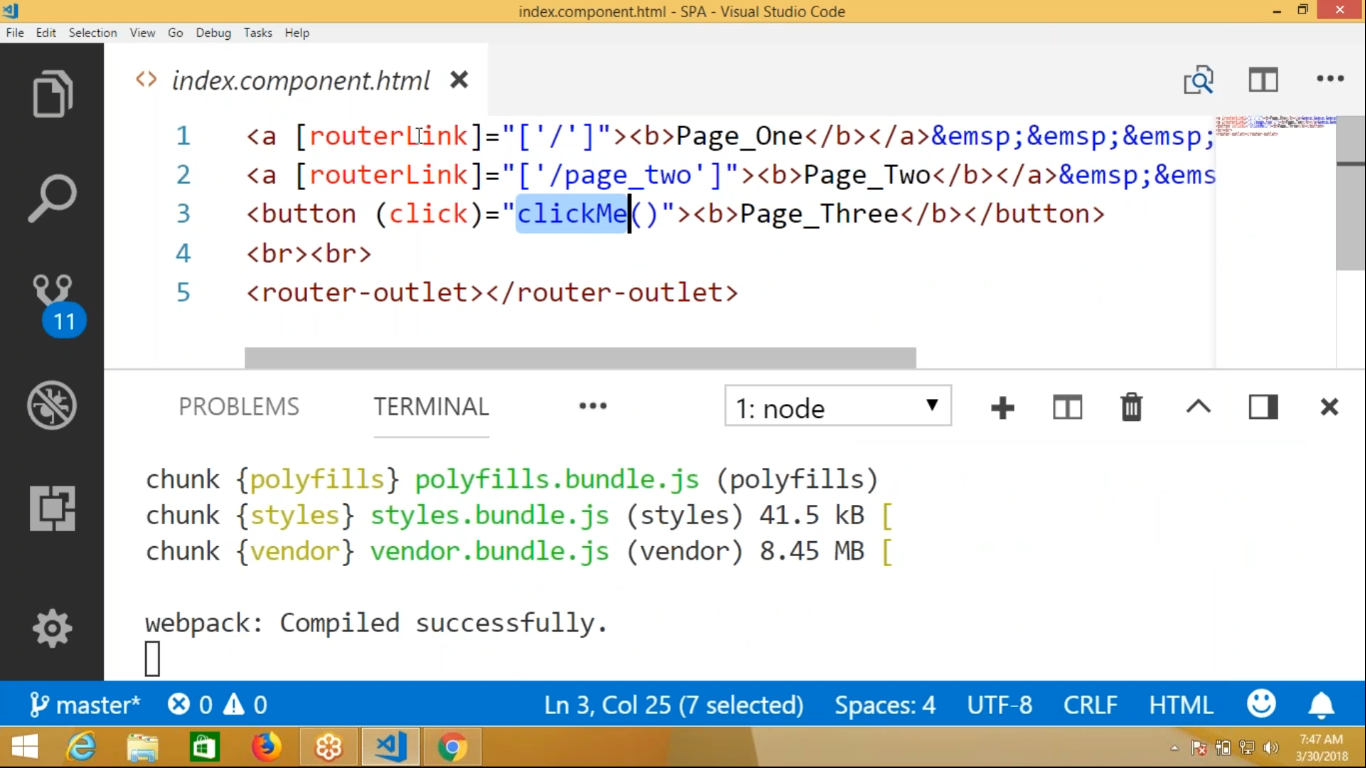 index.component.html - SPA - Visual Studio Code
File Edit Selection View Go Debug Tasks Help
<> index.component.html
1 <a [routerLink]="['/']"><b>Page_One</b></a>&emsp;&emsp;&emsp;
2 <a [routerLink]="['/page_two']"><b>Page_Two</b></a>&emsp;&ems
3 <button (click)="clickMe()"><b>Page_Three</b></button>
4 <br><br>
5 <router-outlet></router-outlet>
11
PROBLEMS TERMINAL ••• 1: node
chunk {polyfills} polyfills.bundle.js (polyfills)
chunk {styles} styles.bundle.js (styles) 41.5 kB [
chunk {vendor} vendor.bundle.js (vendor) 8.45 MB [
webpack: Compiled successfully.
master* 0 0 Ln 3, Col 25 (7 selected) Spaces: 4 UTF-8 CRLF HTML
7:47 AM
3/30/2018